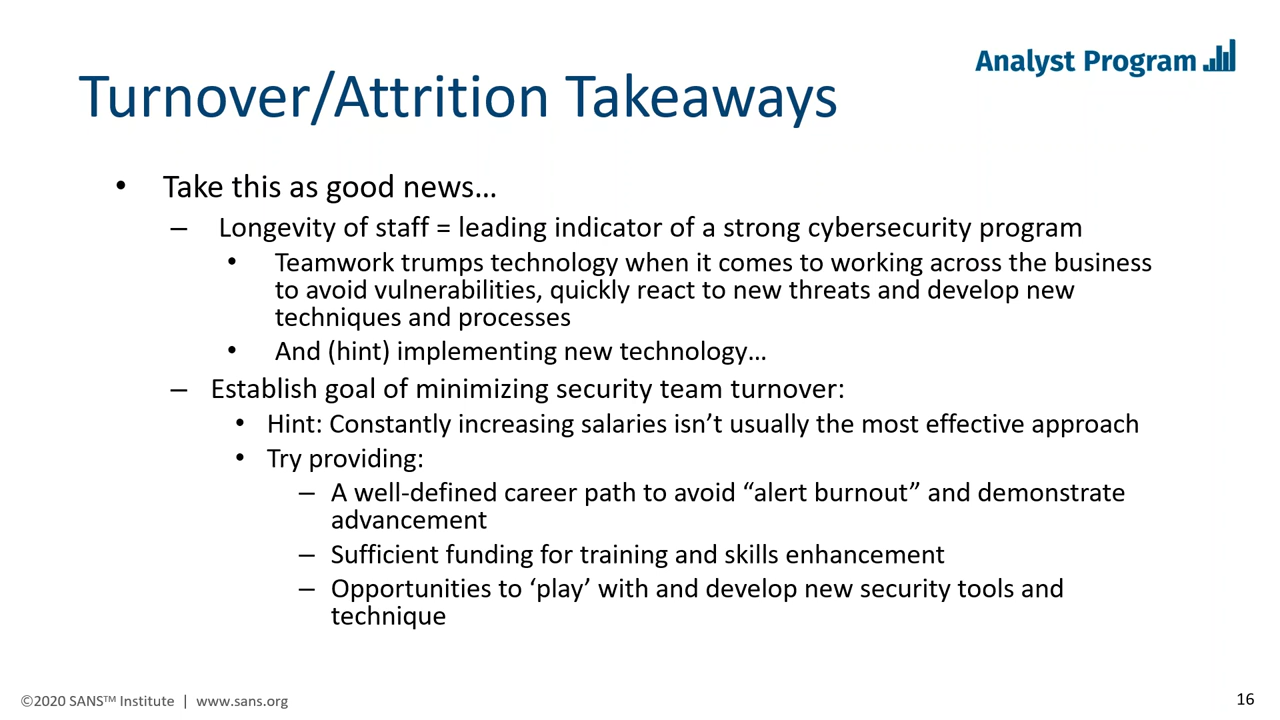 Analyst Program
Turnover/Attrition Takeaways
• Take this as good news…
– Longevity of staff = leading indicator of a strong cybersecurity program
• Teamwork trumps technology when it comes to working across the business
to avoid vulnerabilities, quickly react to new threats and develop new
techniques and processes
• And (hint) implementing new technology…
– Establish goal of minimizing security team turnover:
• Hint: Constantly increasing salaries isn’t usually the most effective approach
• Try providing:
– A well-defined career path to avoid “alert burnout” and demonstrate
advancement
– Sufficient funding for training and skills enhancement
– Opportunities to ‘play’ with and develop new security tools and
technique
©2020 SANS™ Institute | www.sans.org
16